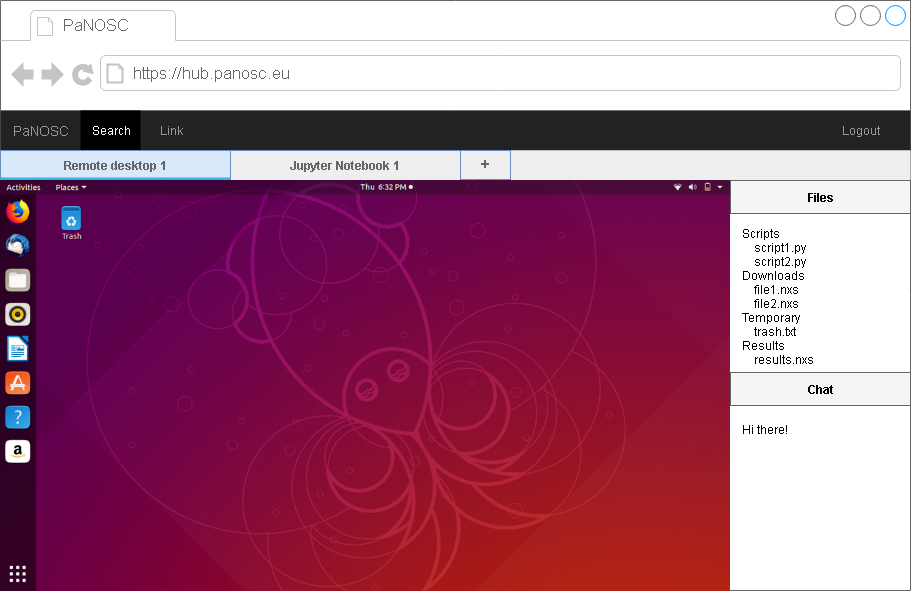 PaNOSC
https://hub.panosc.eu
PaNOSC Search Link Logout
Remote desktop 1 Jupyter Notebook 1 +
Activities Places Thu 6:32 PM
Trash
?
a
Files
Scripts
script1.py
script2.py
Downloads
file1.nxs
file2.nxs
Temporary
trash.txt
Results
results.nxs
Chat
Hi there!